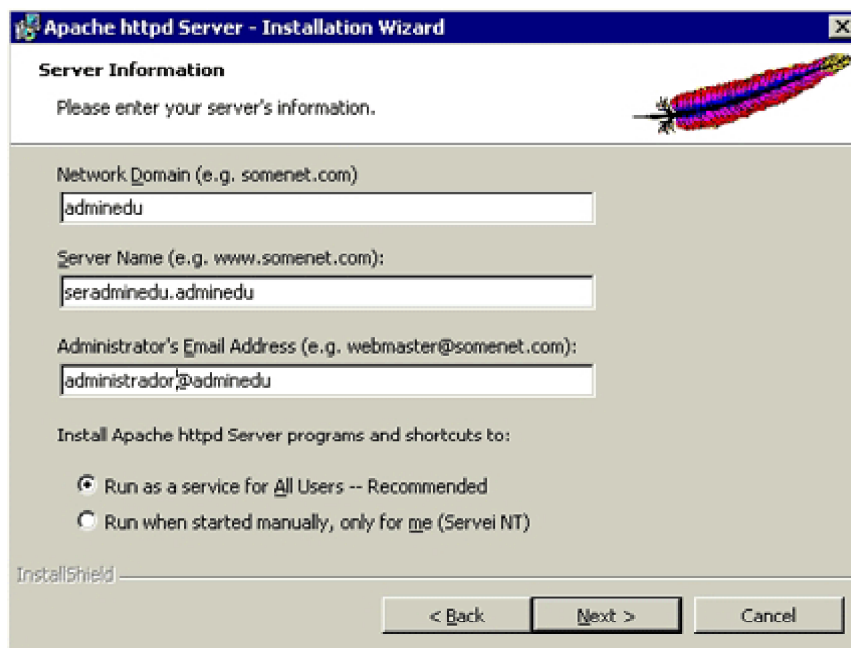 Apache httpd Server - Installation Wizard
Server Information
Please enter your server's information.
Network Domain (e.g. somenet.com)
adminedu
Server Name (e.g. www.somenet.com):
seradminedu.adminedu
Administrator's Email Address (e.g. webmaster@somenet.com):
administrador@adminedu
Install Apache httpd Server programs and shortcuts to:
Run as a service for All Users -- Recommended
Run when started manually, only for me (Servei NT)
InstallShield
< Back Next > Cancel